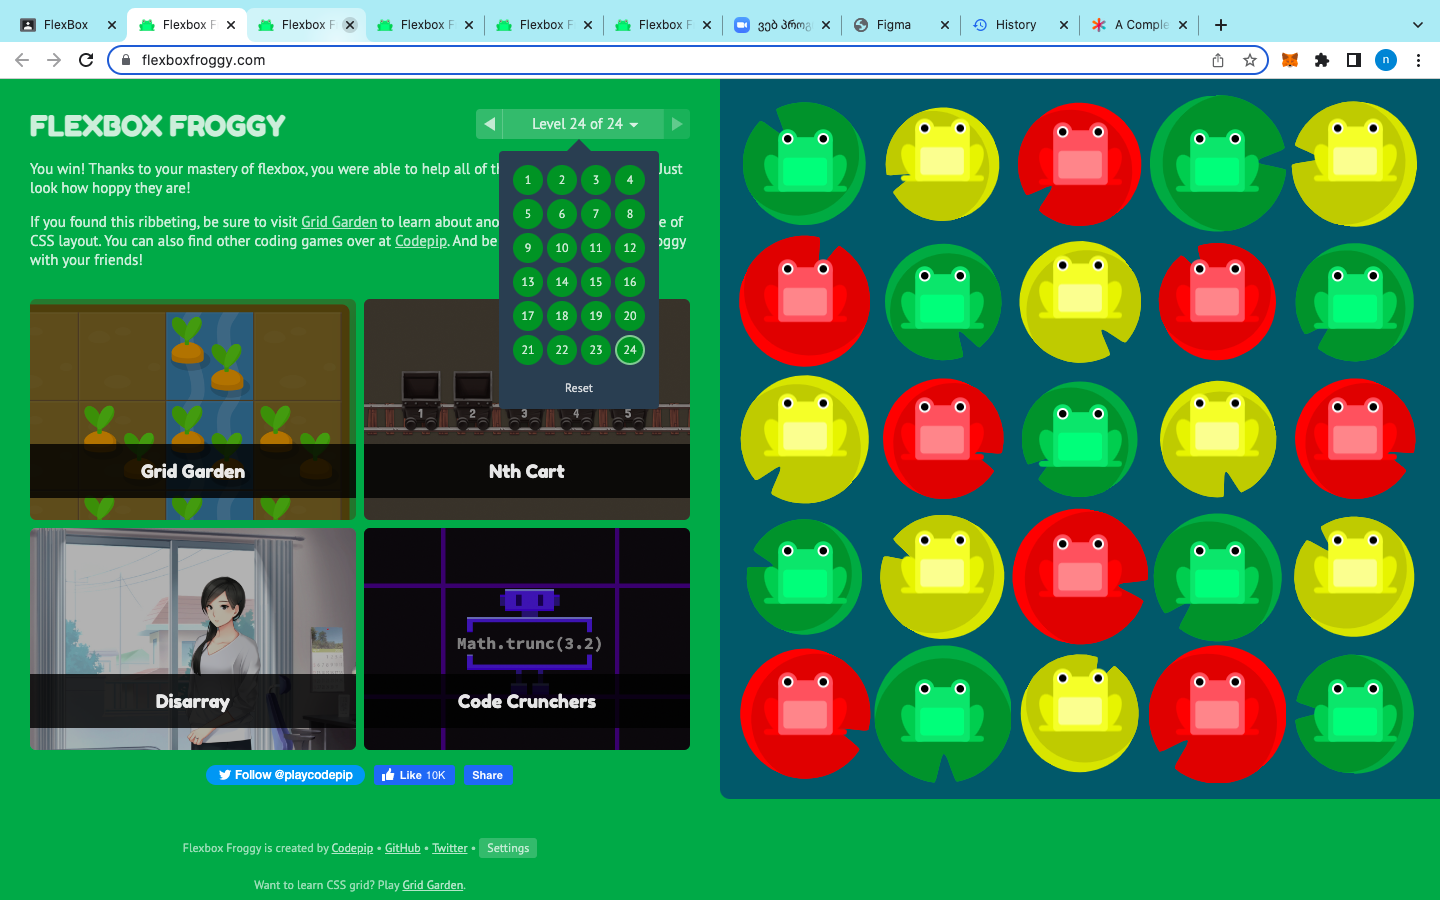 FlexBox
Flexbox F
Flexbox F
Flexbox F
Flexbox F
Flexbox F
ვებ პროგ
Figma
History
A Comple
flexboxfroggy.com
n
FLEXBOX FROGGY
Level 24 of 24
You win! Thanks to your mastery of flexbox, you were able to help all of th
Just
look how hoppy they are!
If you found this ribbeting, be sure to visit Grid Garden to learn about ano
e of
CSS layout. You can also find other coding games over at Codepip. And be
oggy
with your friends!
1 2 3 4
5 6 7 8
9 10 11 12
13 14 15 16
17 18 19 20
21 22 23 24
Reset
1 2 3 4 5
Grid Garden
Nth Cart
Math.trunc(3.2)
Disarray
Code Crunchers
Follow @playcodepip
Like 10K
Share
Flexbox Froggy is created by Codepip • GitHub • Twitter • Settings
Want to learn CSS grid? Play Grid Garden.